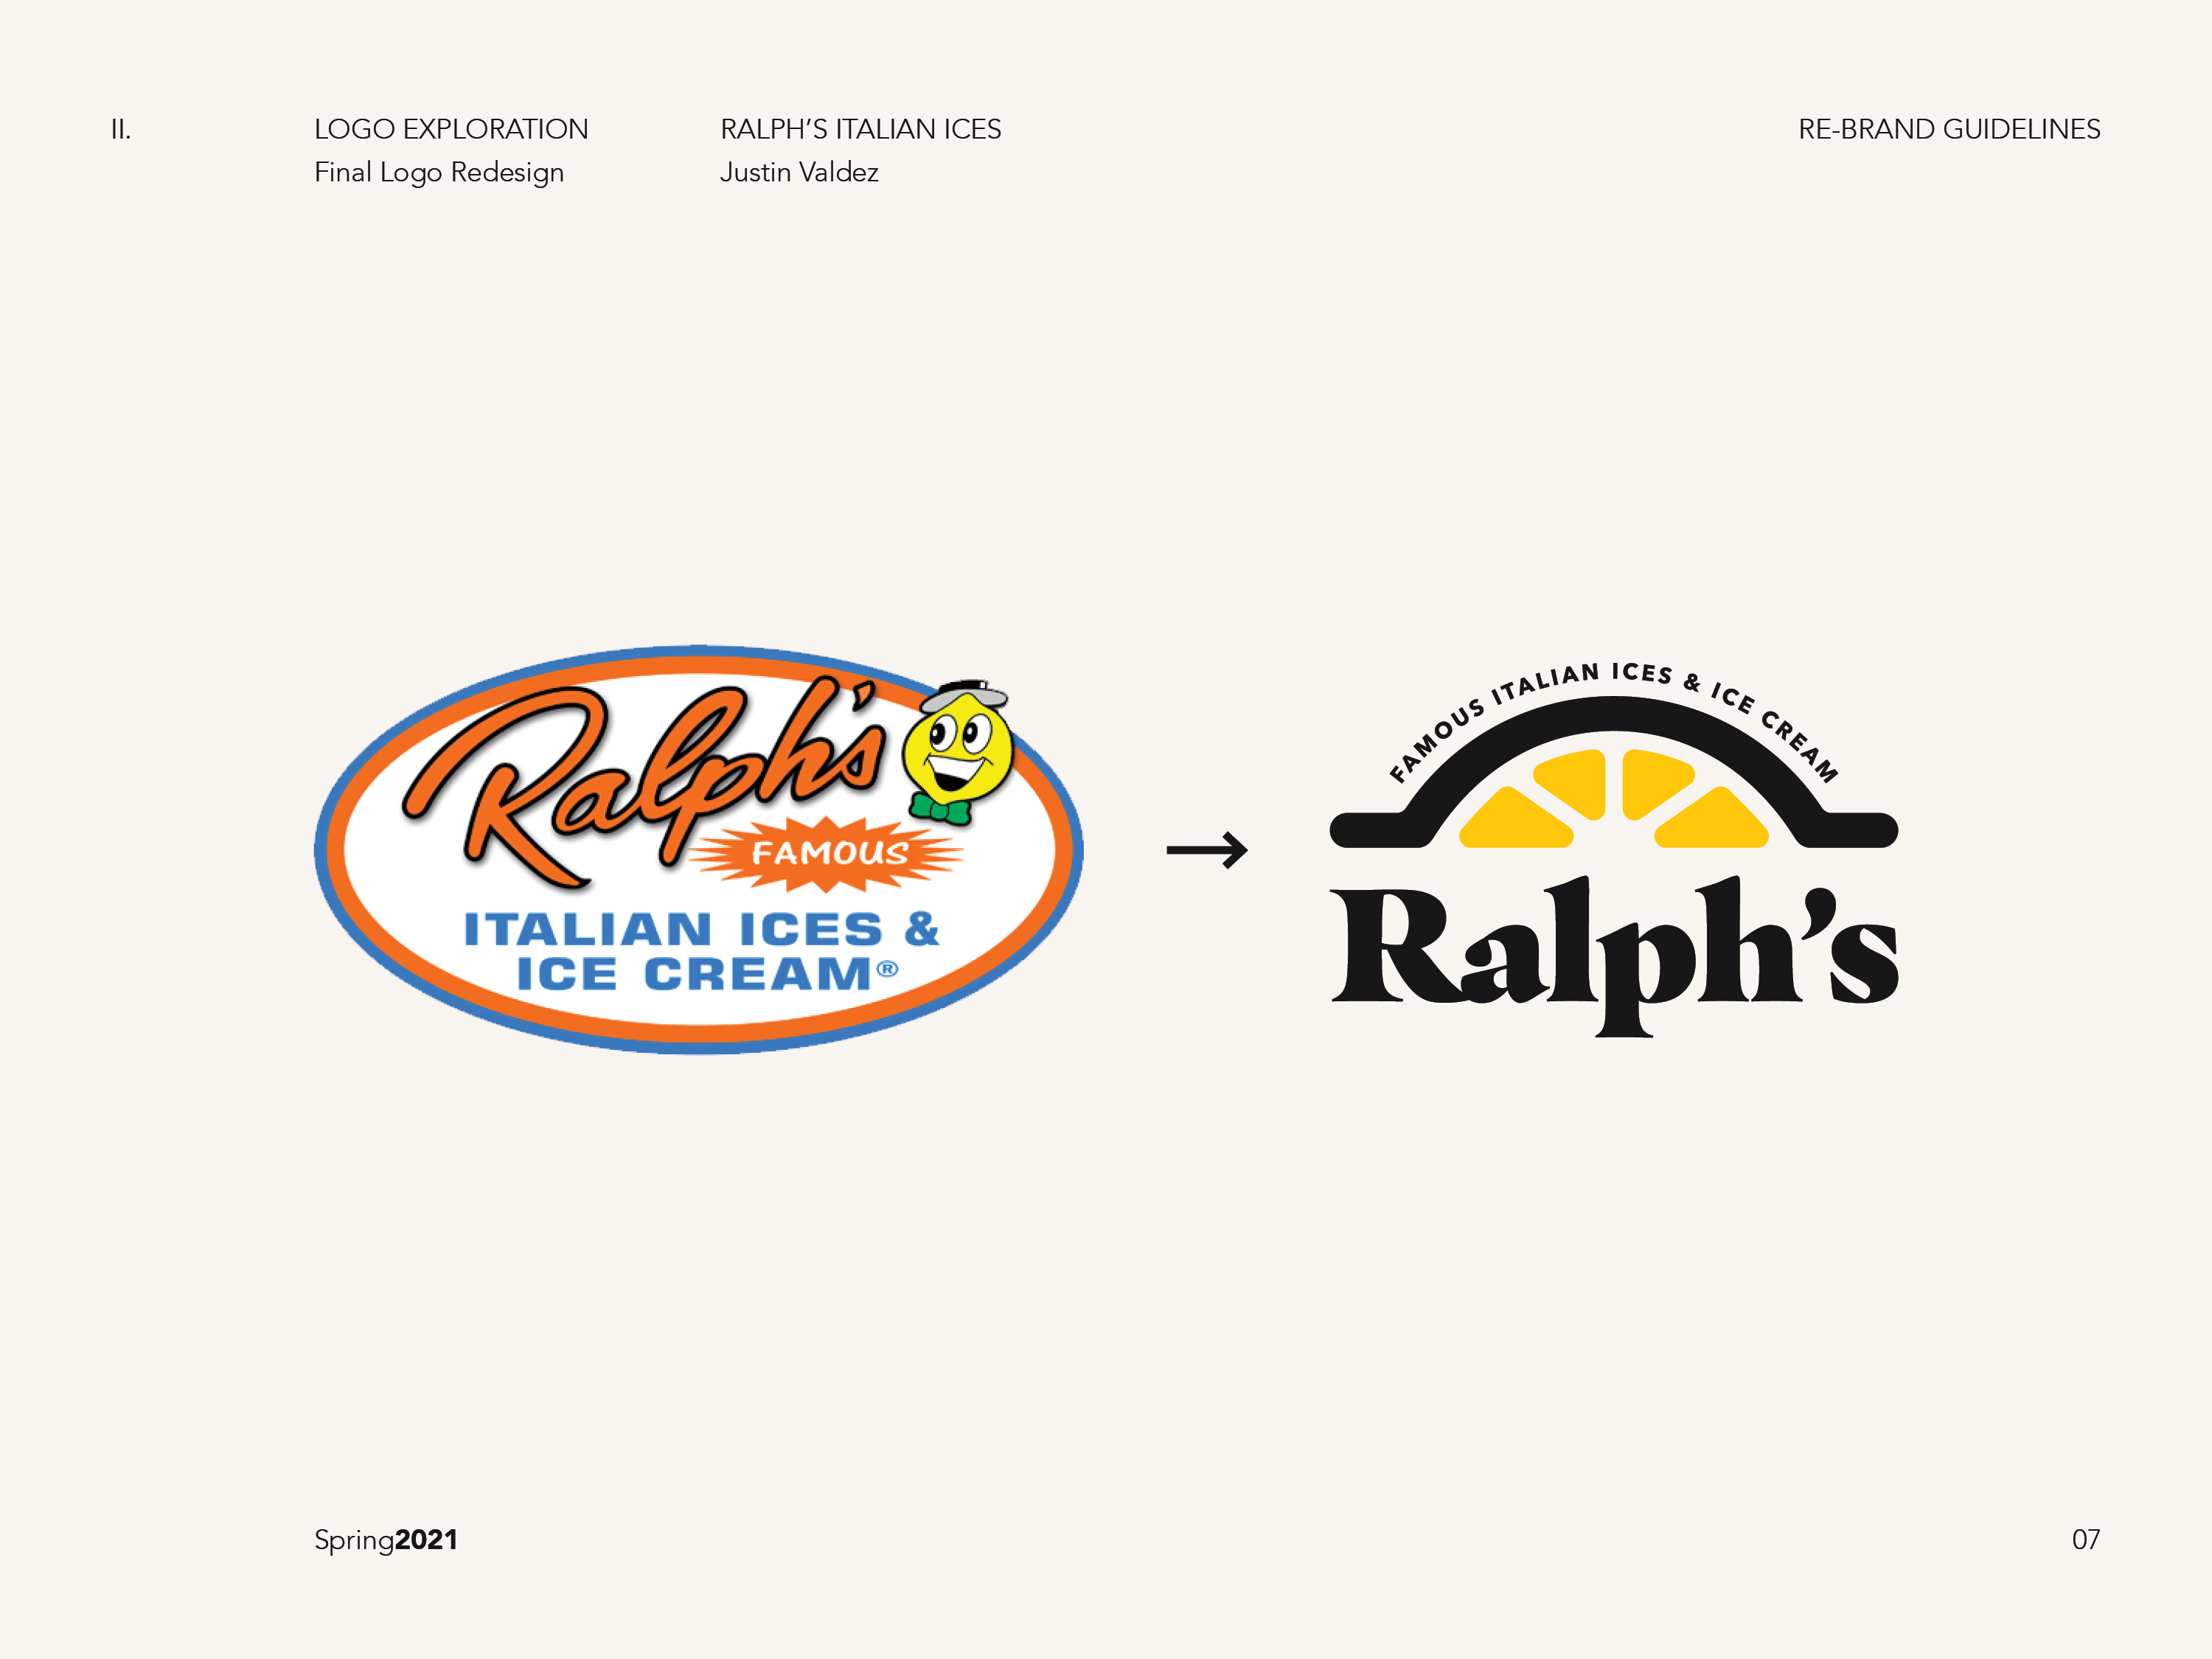 II.
LOGO EXPLORATION
Final Logo Redesign
RALPH’S ITALIAN ICES
Justin Valdez
RE-BRAND GUIDELINES
Ralph's
FAMOUS
ITALIAN ICES &
ICE CREAM®
FAMOUS ITALIAN ICES & ICE CREAM
Ralph’s
Spring2021
07